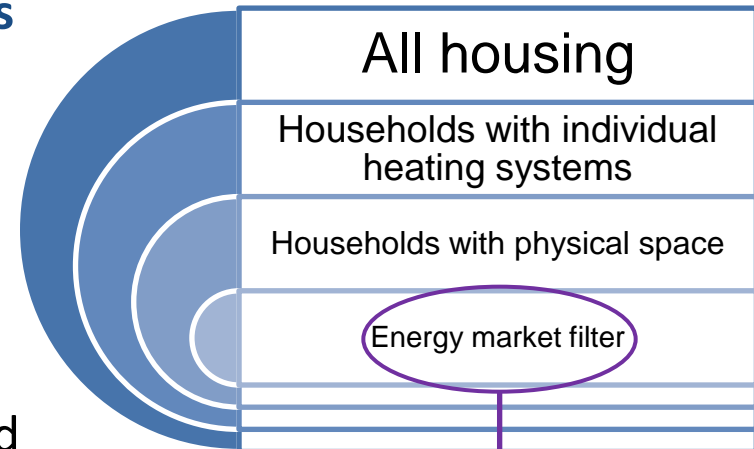 s
All housing
Households with individual
heating systems
Households with physical space
Energy market filter
d